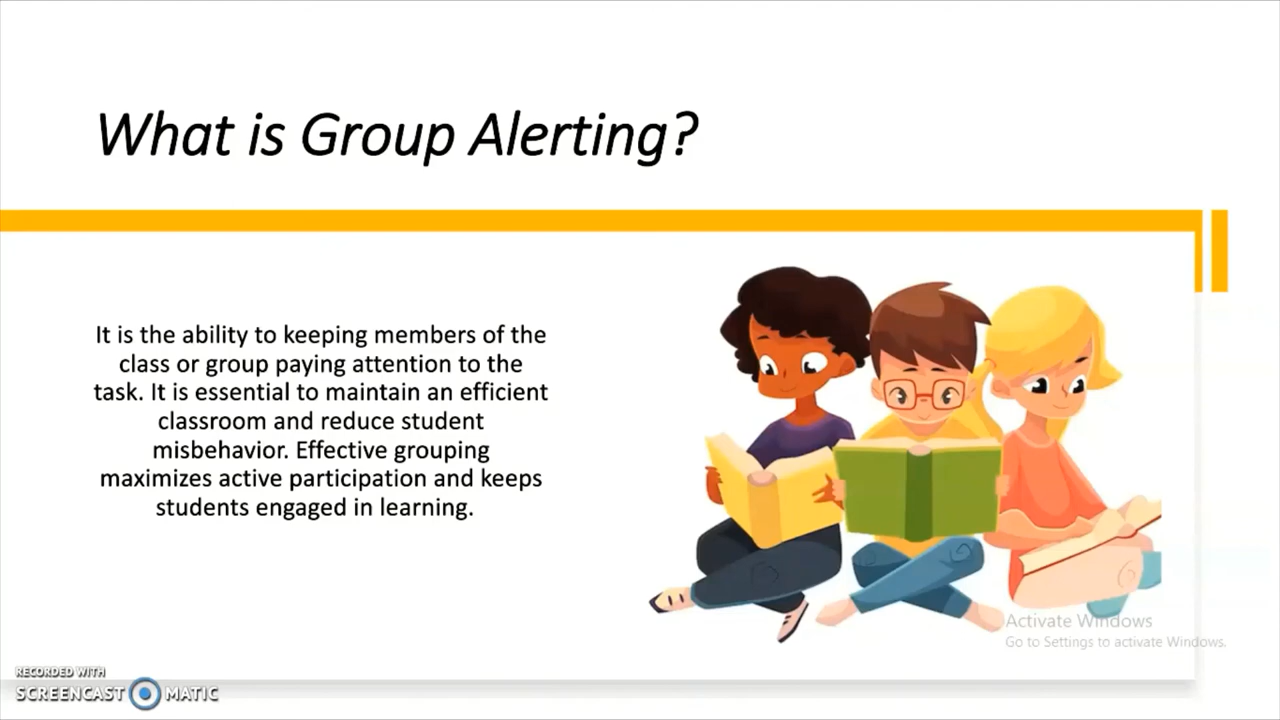 What is Group Alerting?
It is the ability to keeping members of the
class or group paying attention to the
task. It is essential to maintain an efficient
classroom and reduce student
misbehavior. Effective grouping
maximizes active participation and keeps
students engaged in learning.
Activate Windows
Go to Settings to activate Windows.
RECORDED WITH
SCREENCAST MATIC